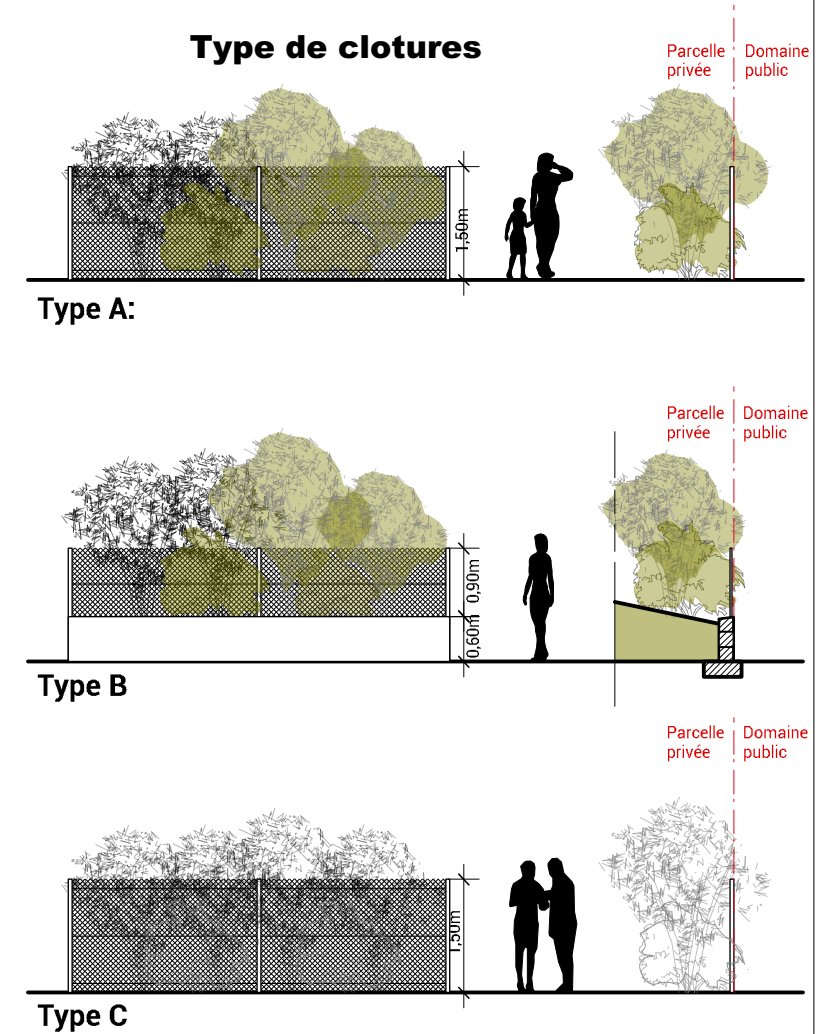 Type de clotures
Parcelle
privée
Domaine
public
1,50m
Type A:
Parcelle
privée
Domaine
public
0,90m
0,60m
Type B
Parcelle
privée
Domaine
public
1,50m
Type C